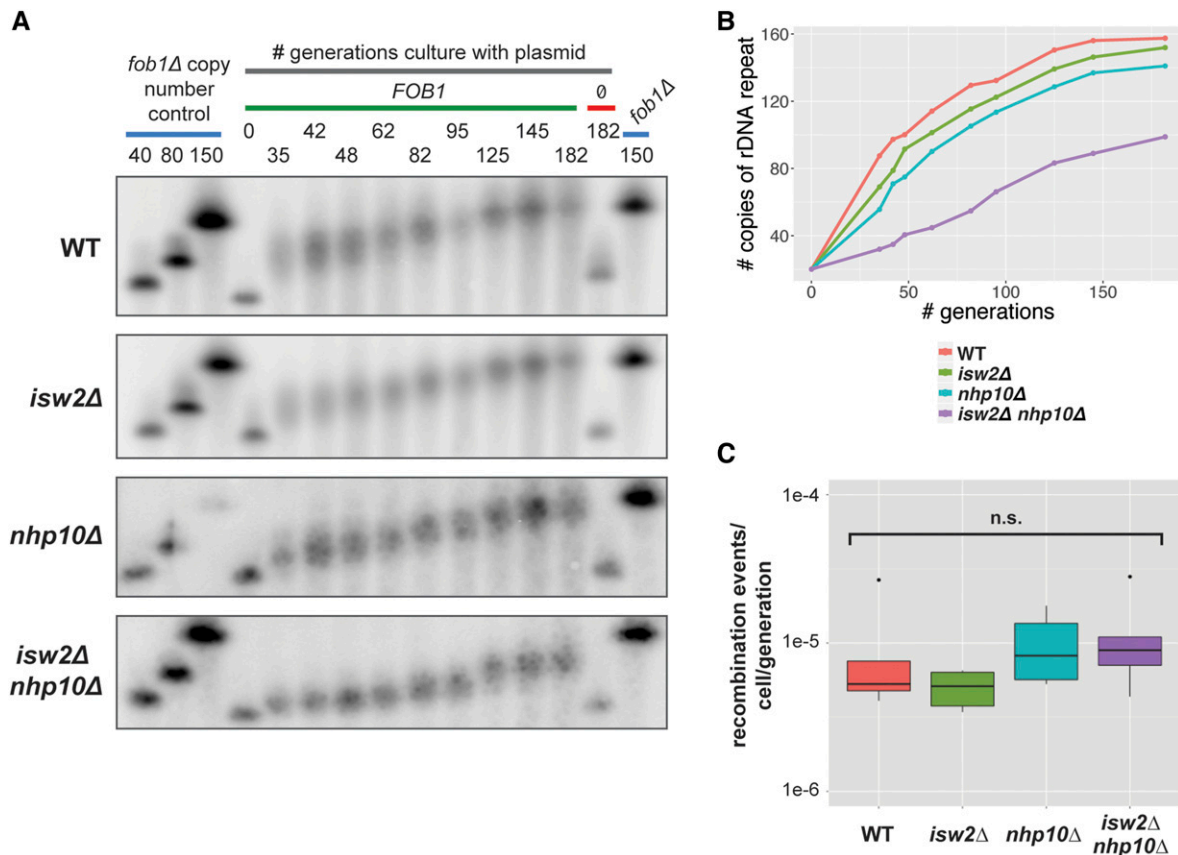 A
# generations culture with plasmid
fob1Δ copy
number
control
FOB1
Ø
fob1Δ
0 42 62 95 145 182
40 80 150 35 48 82 125 182 150
WT
isw2Δ
nhp10Δ
isw2Δ
nhp10Δ
B
# copies of rDNA repeat
160
120
80
40
0 50 100 150
# generations
WT
isw2Δ
nhp10Δ
isw2Δ nhp10Δ
C
recombination events/
cell/generation
1e-4
1e-5
1e-6
n.s.
WT isw2Δ nhp10Δ isw2Δ
nhp10Δ